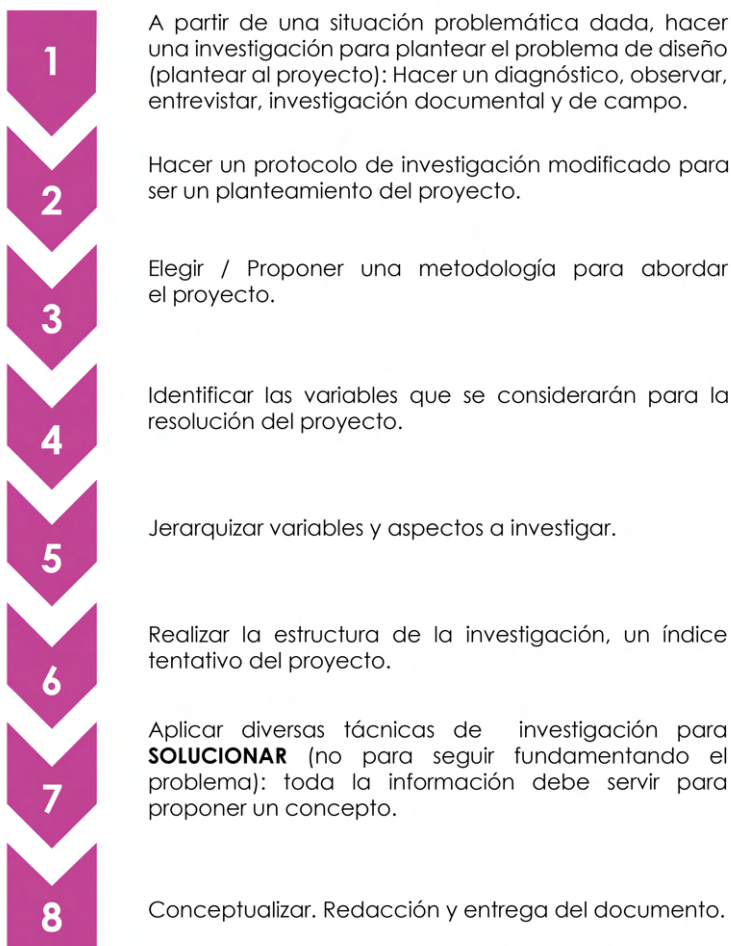 1
A partir de una situación problemática dada, hacer
una investigación para plantear el problema de diseño
(plantear al proyecto): Hacer un diagnóstico, observar,
entrevistar, investigación documental y de campo.
2
Hacer un protocolo de investigación modificado para
ser un planteamiento del proyecto.
3
Elegir / Proponer una metodología para abordar
el proyecto.
4
Identificar las variables que se considerarán para la
resolución del proyecto.
5
Jerarquizar variables y aspectos a investigar.
6
Realizar la estructura de la investigación, un índice
tentativo del proyecto.
7
Aplicar diversas tácnicas de investigación para
SOLUCIONAR (no para seguir fundamentando el
problema): toda la información debe servir para
proponer un concepto.
8
Conceptualizar. Redacción y entrega del documento.